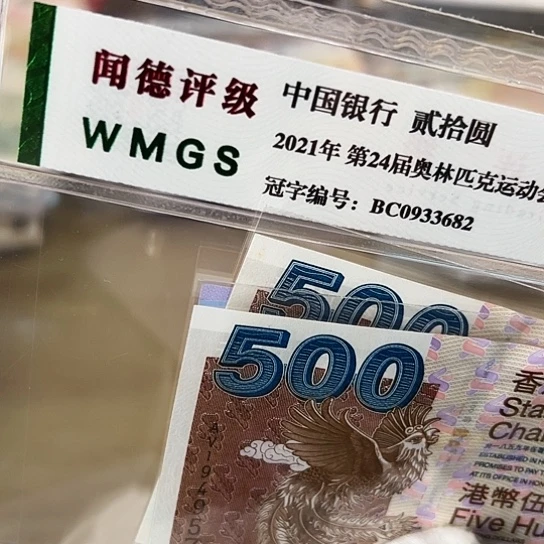 闻德评级
WMGS
中国银行 贰拾圆
2021年 第24届奥林匹克运动会
冠字编号：BC0933682
500
500
香
Sta
Cha
港幣伍
Five Hu